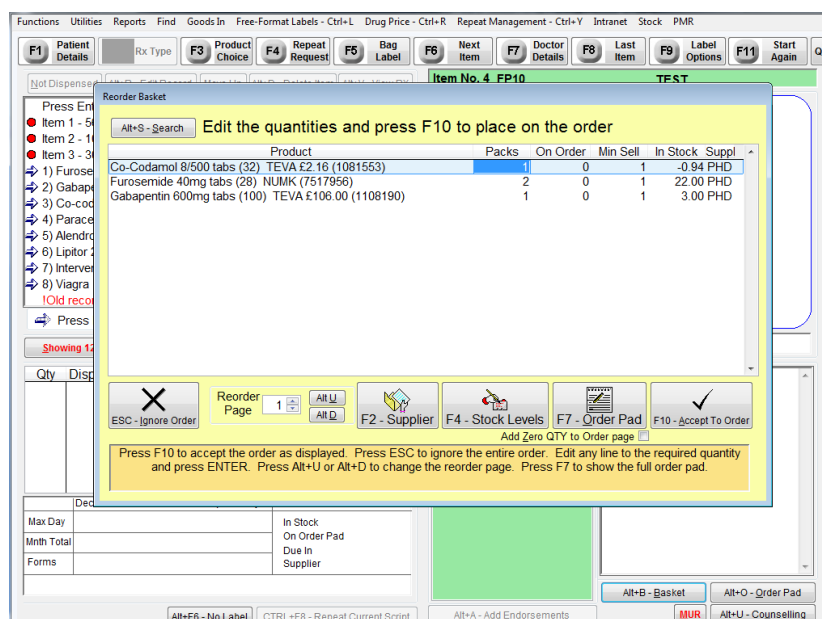 Functions Utilities Reports Find Goods In Free-Format Labels - Ctrl+L Drug Price - Ctrl+R Repeat Management - Ctrl+Y Intranet Stock PMR
F1 Patient Details Rx Type F3 Product Choice F4 Repeat Request F5 Bag Label F6 Next Item F7 Doctor Details F8 Last Item F9 Label Options F11 Start Again Q
Not Dispensed
Item No. 4 FP10 TEST
Press Ent
Item 1 - 5
Item 2 - 1
Item 3 - 3
1) Furose
2) Gabape
3) Co-cod
4) Parace
5) Alendro
6) Lipitor 2
7) Interver
8) Viagra
!Old recor
Press
Showing 12
Qty Disp
Reorder Basket
Alt+S - Search Edit the quantities and press F10 to place on the order
Product Packs On Order Min Sell In Stock Suppl
Co-Codamol 8/500 tabs (32) TEVA £2.16 (1081553) 1 0 1 -0.94 PHD
Furosemide 40mg tabs (28) NUMK (7517956) 2 0 1 22.00 PHD
Gabapentin 600mg tabs (100) TEVA £106.00 (1108190) 1 0 1 3.00 PHD
ESC - Ignore Order Reorder Page 1 Alt U Alt D F2 - Supplier F4 - Stock Levels F7 - Order Pad F10 - Accept To Order
Add Zero QTY to Order page
Press F10 to accept the order as displayed. Press ESC to ignore the entire order. Edit any line to the required quantity
and press ENTER. Press Alt+U or Alt+D to change the reorder page. Press F7 to show the full order pad.
Dec
Max Day In Stock
Mnth Total On Order Pad
Due In
Forms Supplier
Alt+B - Basket Alt+O - Order Pad
Alt+F6 - No Label CTRL+F8 - Repeat Current Script Alt+A - Add Endorsements MUR Alt+U - Counselling